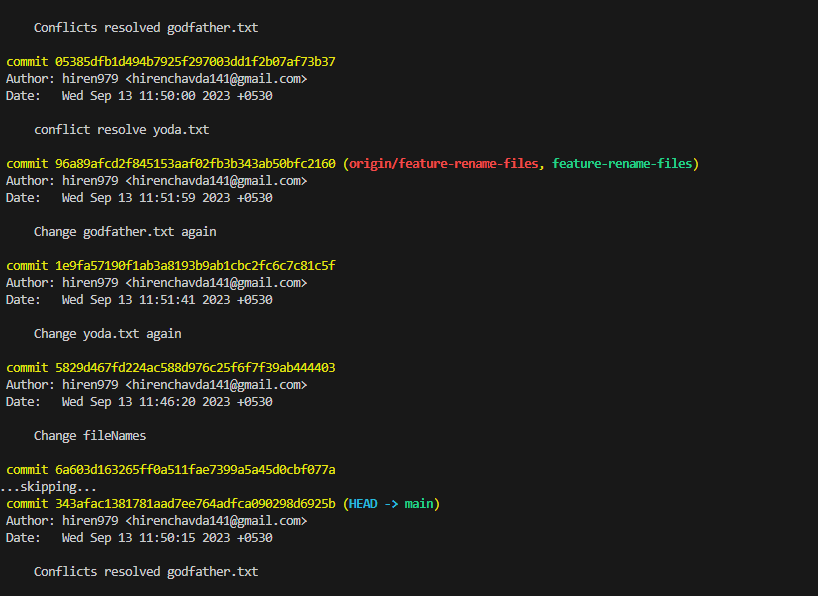 Conflicts resolved godfather.txt
commit 05385dfb1d494b7925f297003dd1f2b07af73b37
Author: hiren979 <hirenchavda141@gmail.com>
Date:   Wed Sep 13 11:50:00 2023 +0530
conflict resolve yoda.txt
commit 96a89afcd2f845153aaf02fb3b343ab50bfc2160 (origin/feature-rename-files, feature-rename-files)
Author: hiren979 <hirenchavda141@gmail.com>
Date:   Wed Sep 13 11:51:59 2023 +0530
Change godfather.txt again
commit 1e9fa57190f1ab3a8193b9ab1cbc2fc6c7c81c5f
Author: hiren979 <hirenchavda141@gmail.com>
Date:   Wed Sep 13 11:51:41 2023 +0530
Change yoda.txt again
commit 5829d467fd224ac588d976c25f6f7f39ab444403
Author: hiren979 <hirenchavda141@gmail.com>
Date:   Wed Sep 13 11:46:20 2023 +0530
Change fileNames
commit 6a603d163265ff0a511fae7399a5a45d0cbf077a
...skipping...
commit 343afac1381781aad7ee764adfca090298d6925b (HEAD -> main)
Author: hiren979 <hirenchavda141@gmail.com>
Date:   Wed Sep 13 11:50:15 2023 +0530
Conflicts resolved godfather.txt